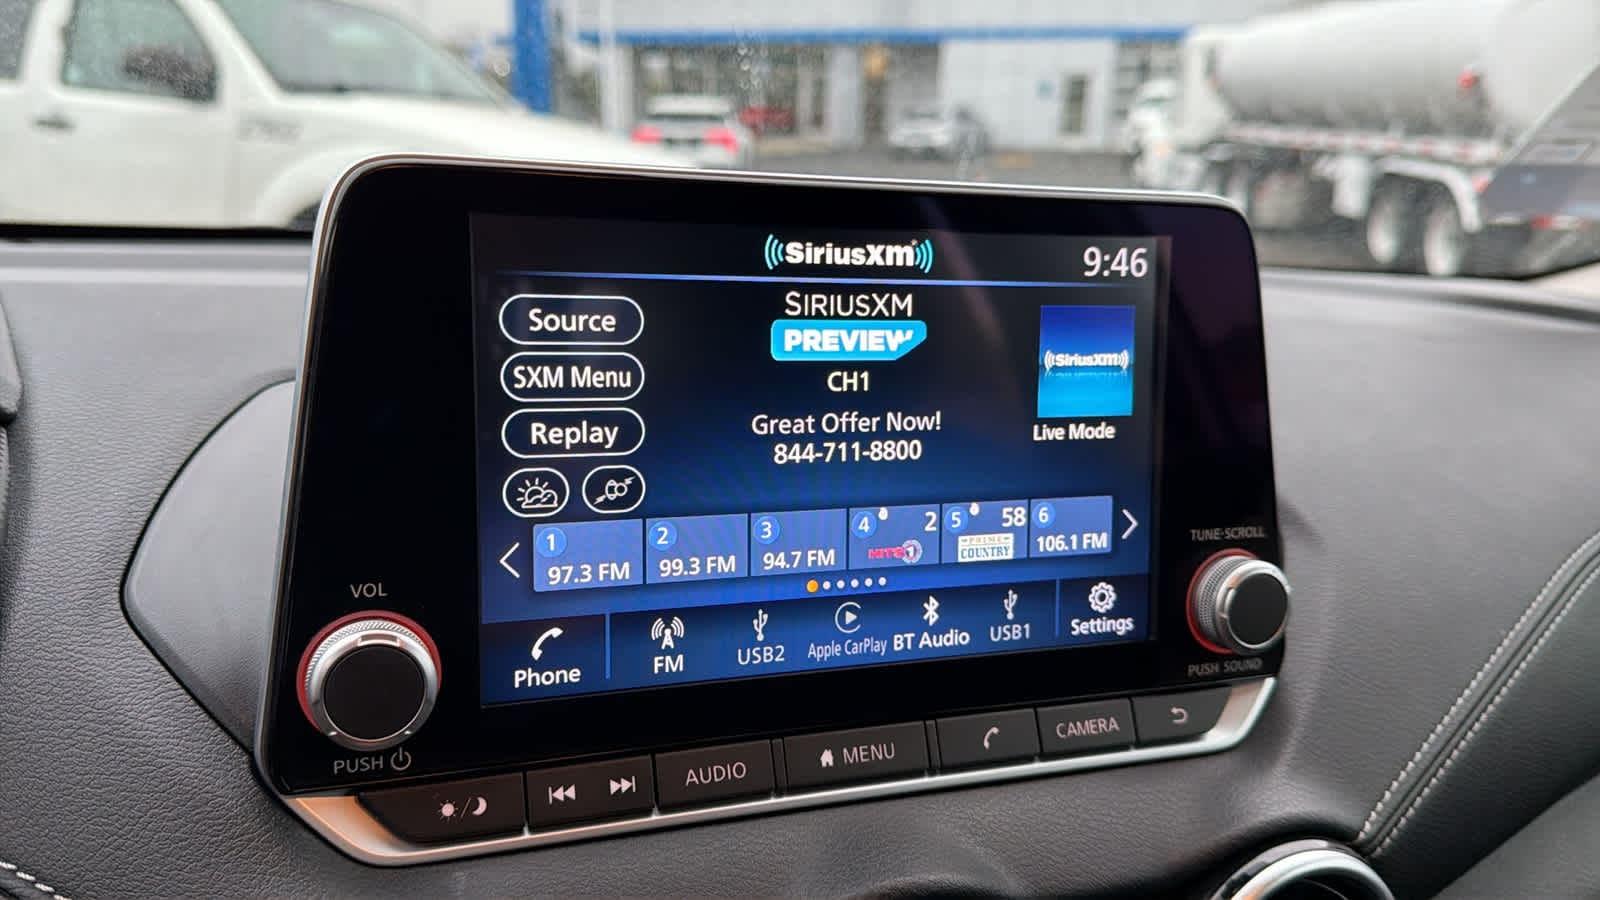 SiriusXM
9:46
Source
SXM Menu
Replay
SIRIUSXM
PREVIEW
CH1
Great Offer Now!
844-711-8800
SiriusXM
Live Mode
1
97.3 FM
2
99.3 FM
3
94.7 FM
4
2
HITS 1
5
58
PRIME
COUNTRY
6
106.1 FM
Phone
FM
USB2
Apple CarPlay
BT Audio
USB1
Settings
VOL
PUSH
TUNE·SCROLL
PUSH SOUND
AUDIO
MENU
CAMERA